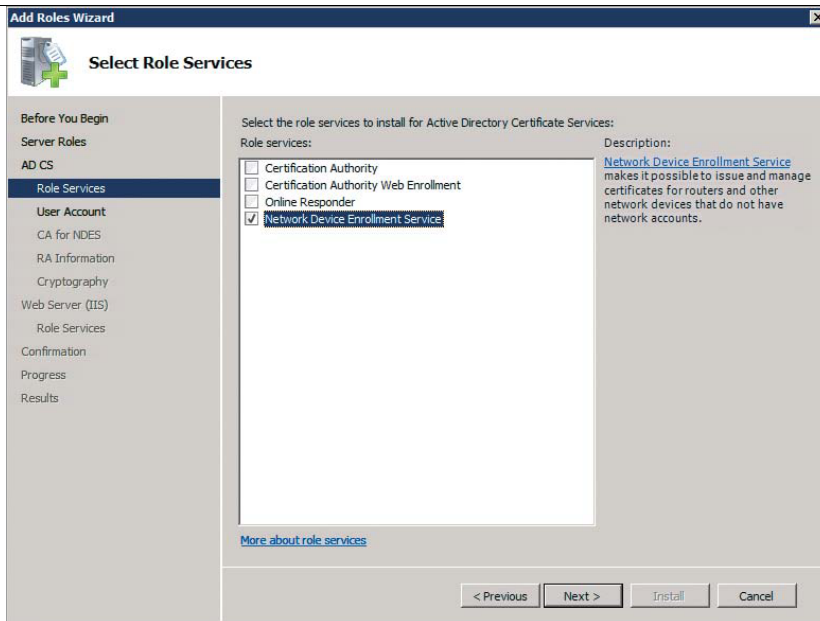 Add Roles Wizard
Select Role Services
Before You Begin
Server Roles
AD CS
Role Services
User Account
CA for NDES
RA Information
Cryptography
Web Server (IIS)
Role Services
Confirmation
Progress
Results
Select the role services to install for Active Directory Certificate Services:
Role services:
Certification Authority
Certification Authority Web Enrollment
Online Responder
Network Device Enrollment Service
More about role services
Description:
Network Device Enrollment Service
makes it possible to issue and manage
certificates for routers and other
network devices that do not have
network accounts.
< Previous
Next >
Install
Cancel